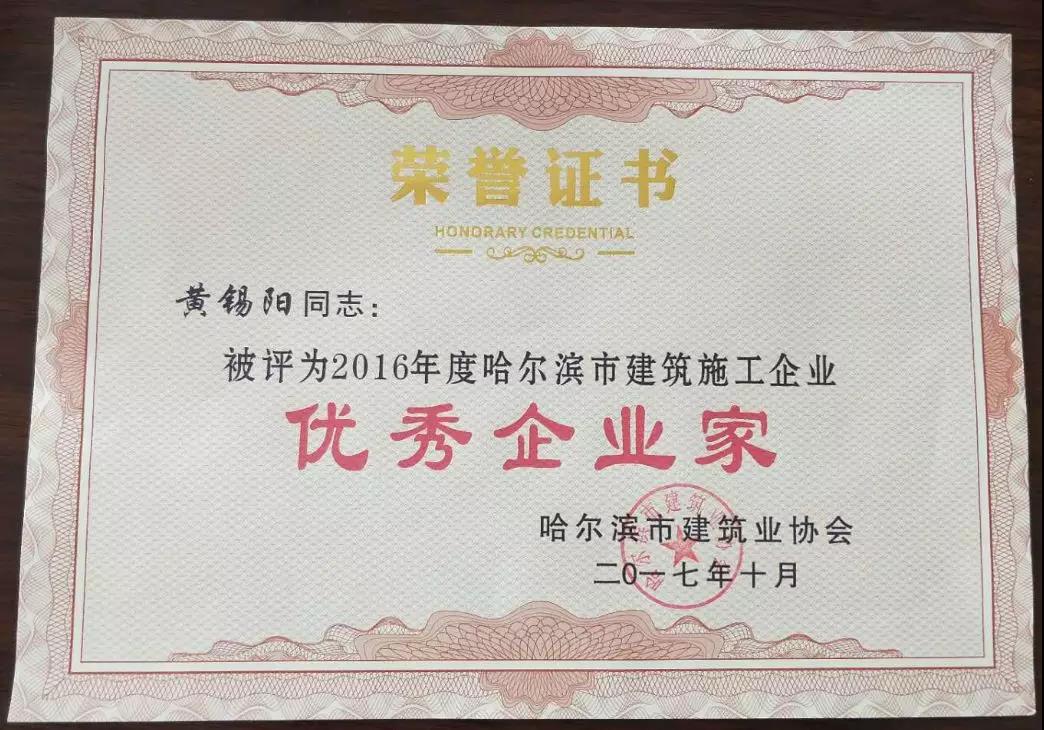 荣誉证书
HONORARY CREDENTIAL
黄锡阳同志：
被评为2016年度哈尔滨市建筑施工企业
优秀企业家
哈尔滨市建筑业协会
二〇一七年十月